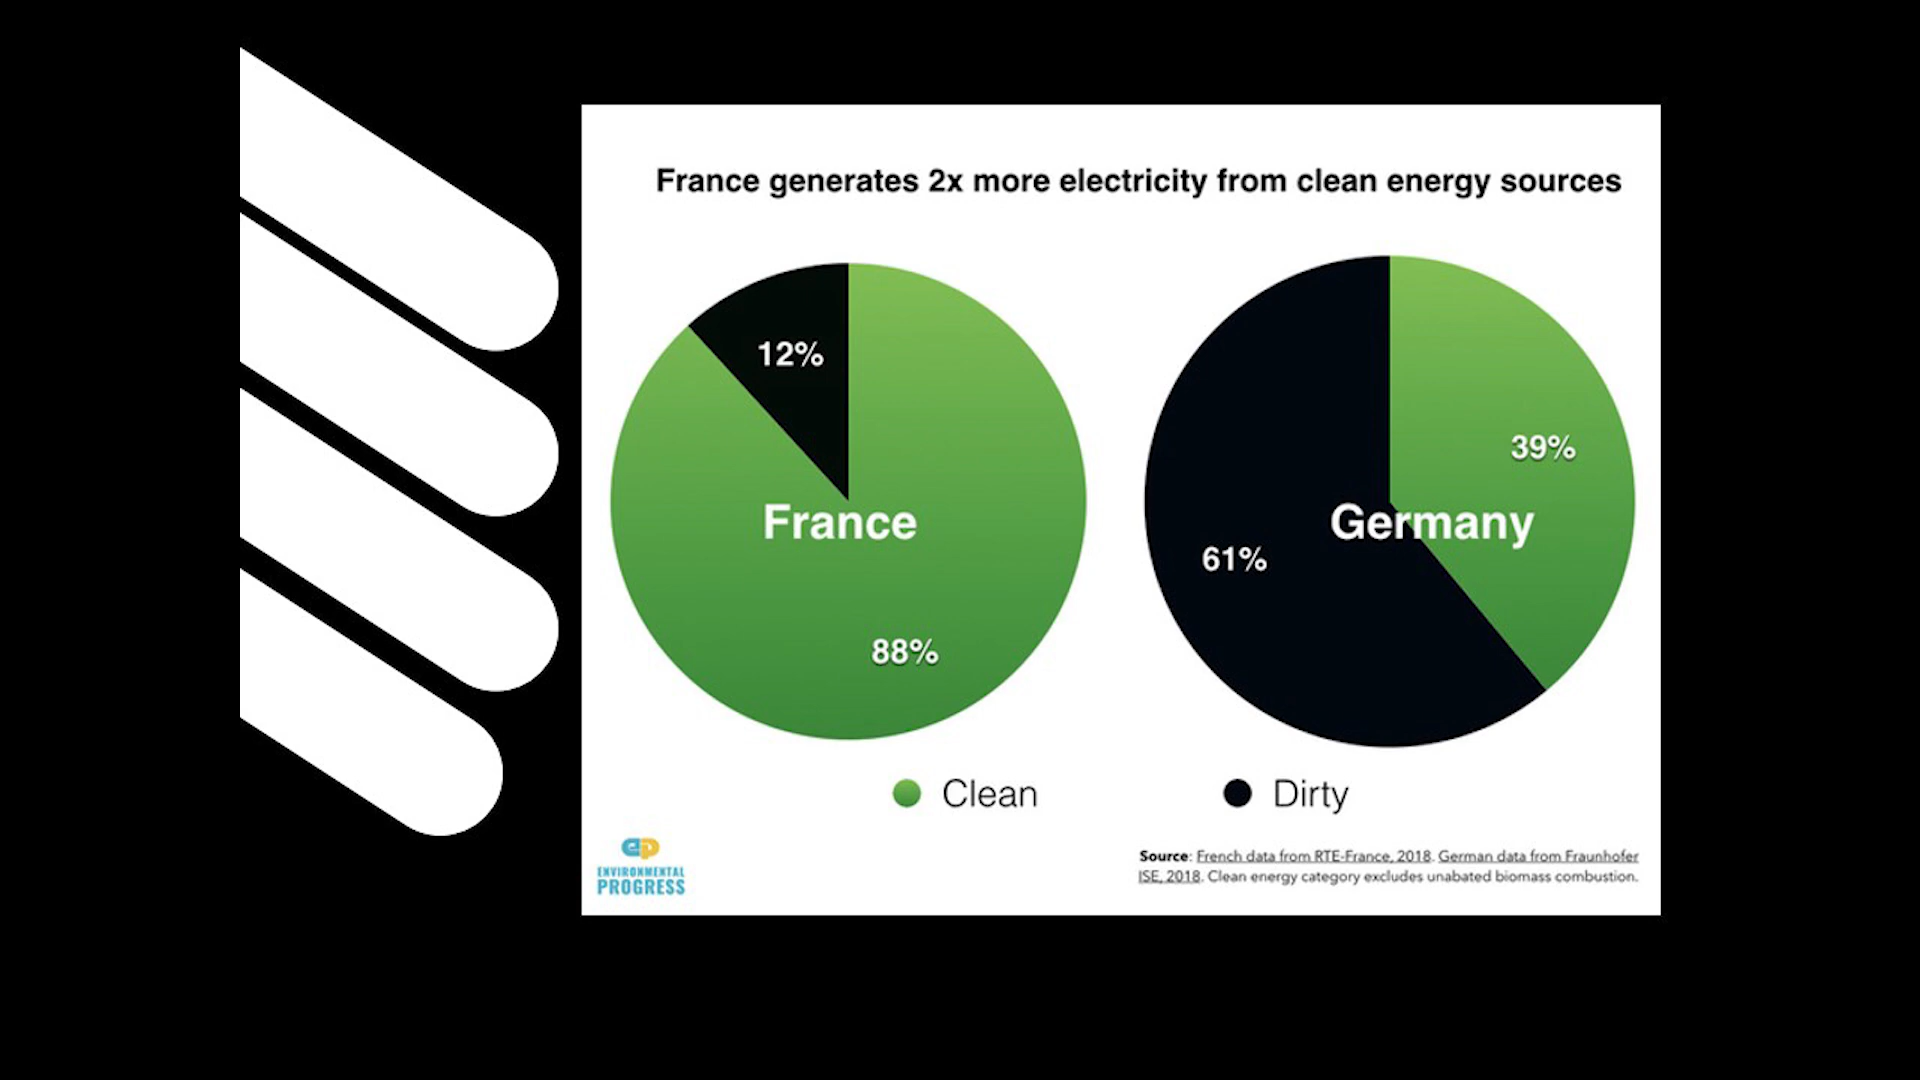 France generates 2x more electricity from clean energy sources
12%
France
88%
39%
Germany
61%
Clean
Dirty
ep
ENVIRONMENTAL
PROGRESS
Source: French data from RTE-France, 2018. German data from Fraunhofer
ISE, 2018. Clean energy category excludes unabated biomass combustion.